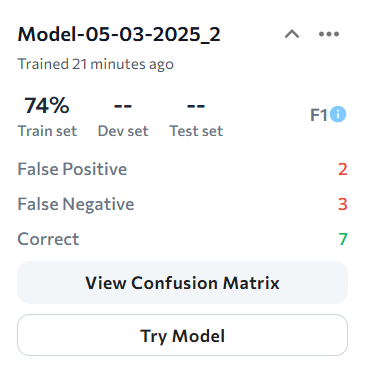 Model-05-03-2025_2
Trained 21 minutes ago
74% -- --
Train set Dev set Test set
F1
False Positive 2
False Negative 3
Correct 7
View Confusion Matrix
Try Model